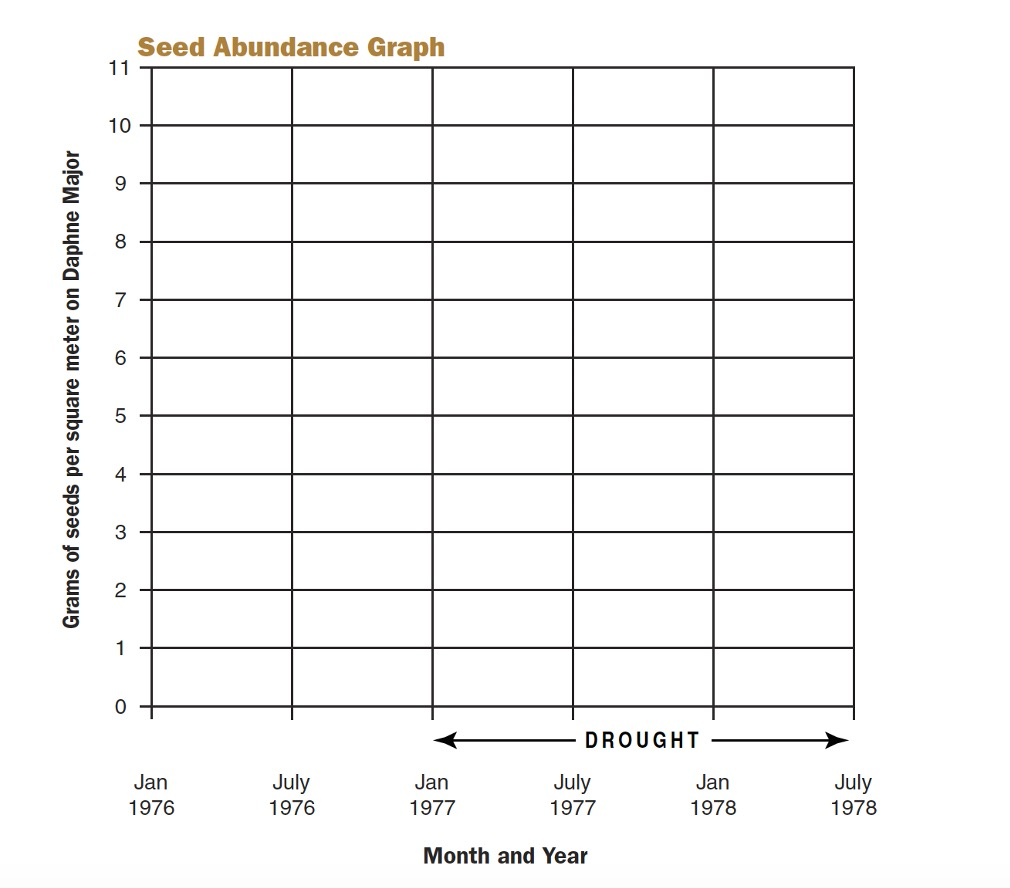 Seed Abundance Graph
Grams of seeds per square meter on Daphne Major
11
10
9
8
7
6
5
4
3
2
1
0
DROUGHT
Jan July Jan July Jan July
1976 1976 1977 1977 1978 1978
Month and Year